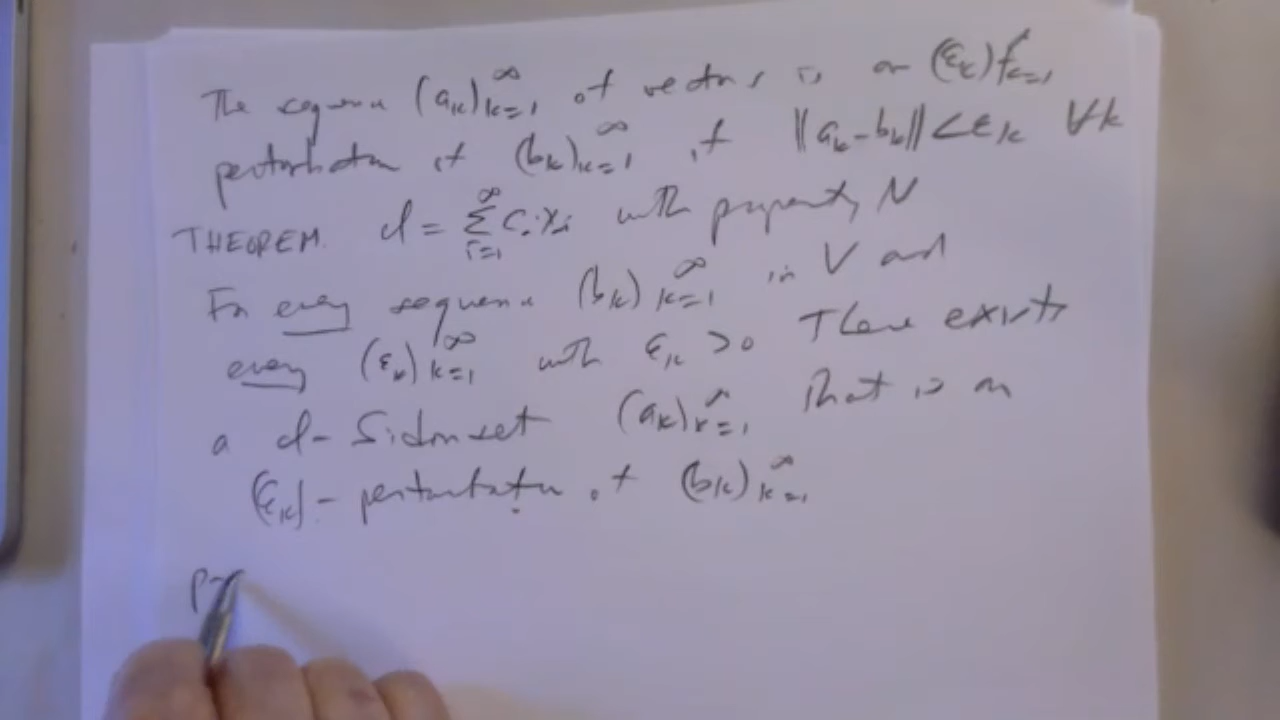 The sequence (a_k)_{k=1}^∞ of vectors is an (ε_k)_{k=1}^∞
perturbation of (b_k)_{k=1}^∞ if ||a_k - b_k|| < ε_k ∀k
THEOREM. φ = Σ_{i=1}^∞ c_i x_i with property N
For every sequence (b_k)_{k=1}^∞ in V and
every (ε_k)_{k=1}^∞ with ε_k > 0 There exists
a φ-Sidon set (a_k)_{k=1}^∞ that is an
(ε_k)-perturbation of (b_k)_{k=1}^∞